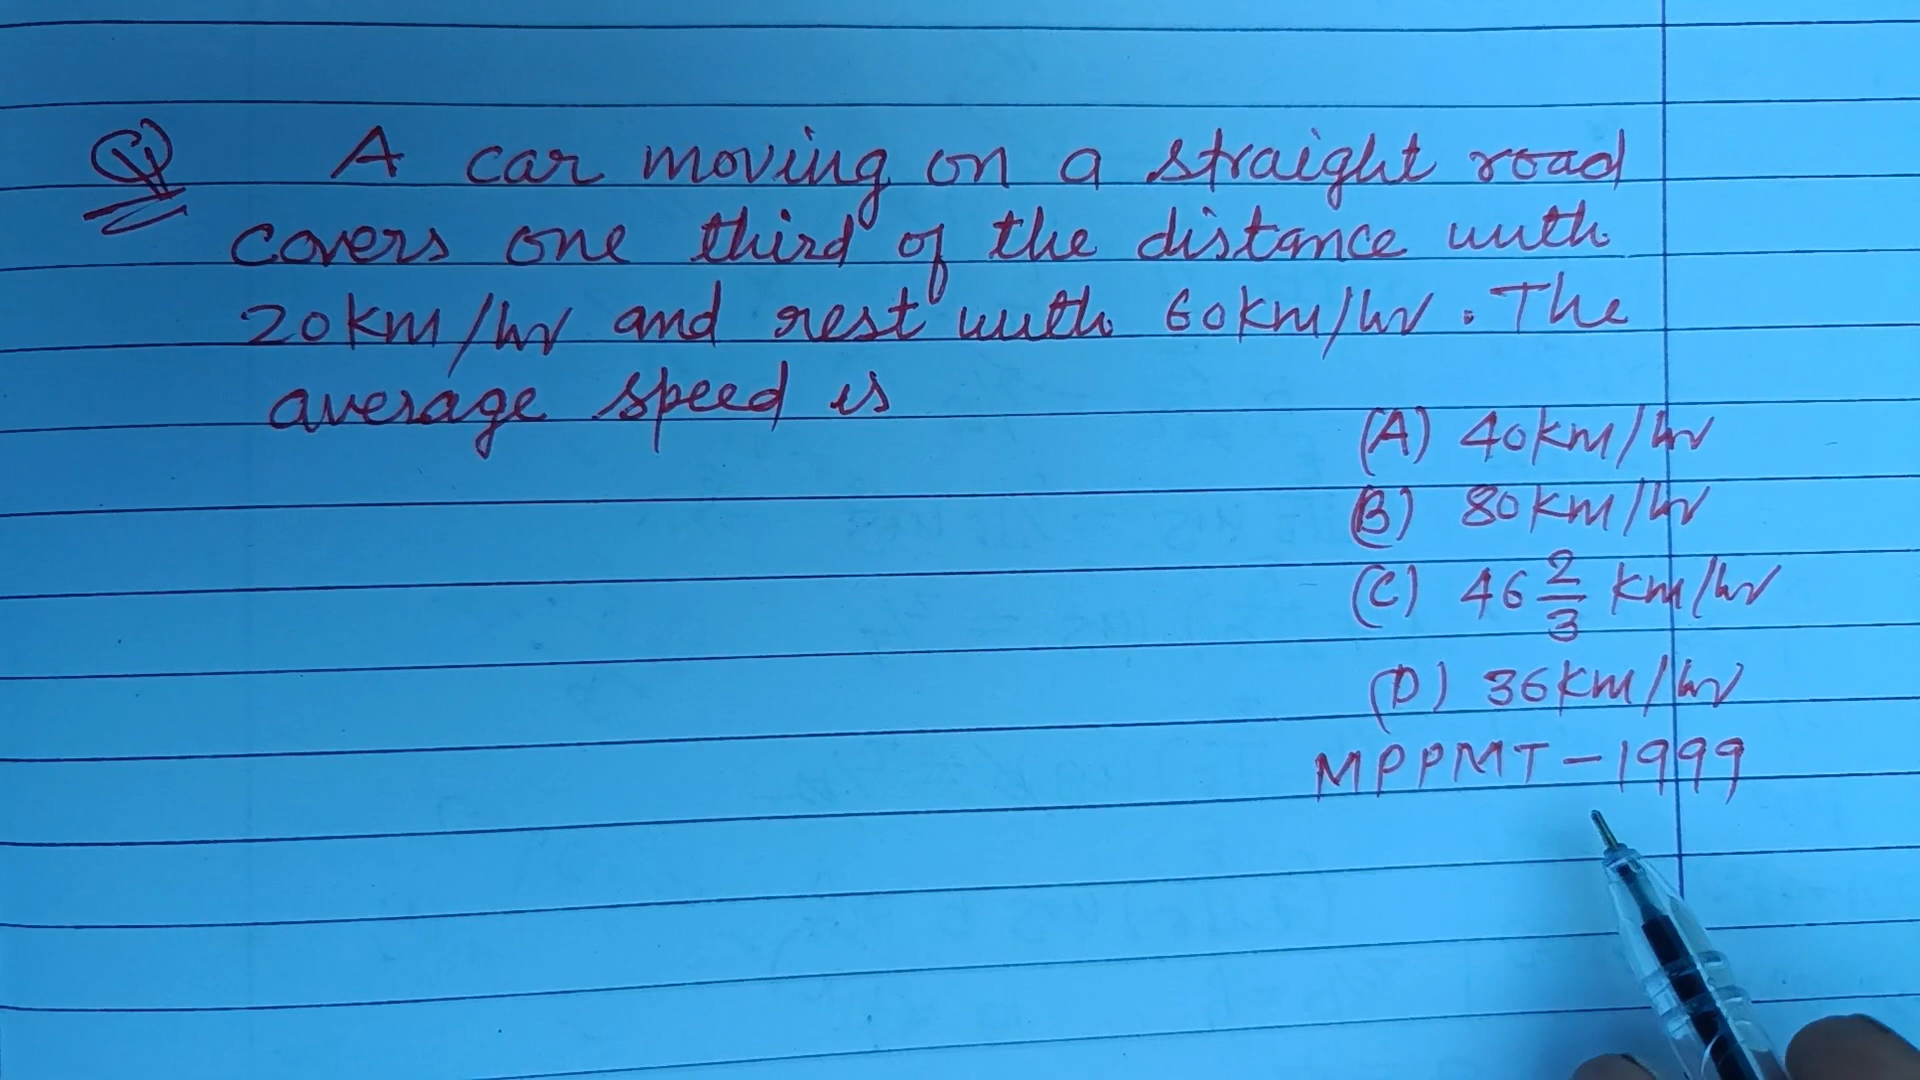 Q A car moving on a straight road
covers one third of the distance with
20km/hr and rest with 60km/hr. The
average speed is
(A) 40km/hr
(B) 80km/hr
(C) 46 2/3 km/hr
(D) 36km/hr
MPPMT-1999